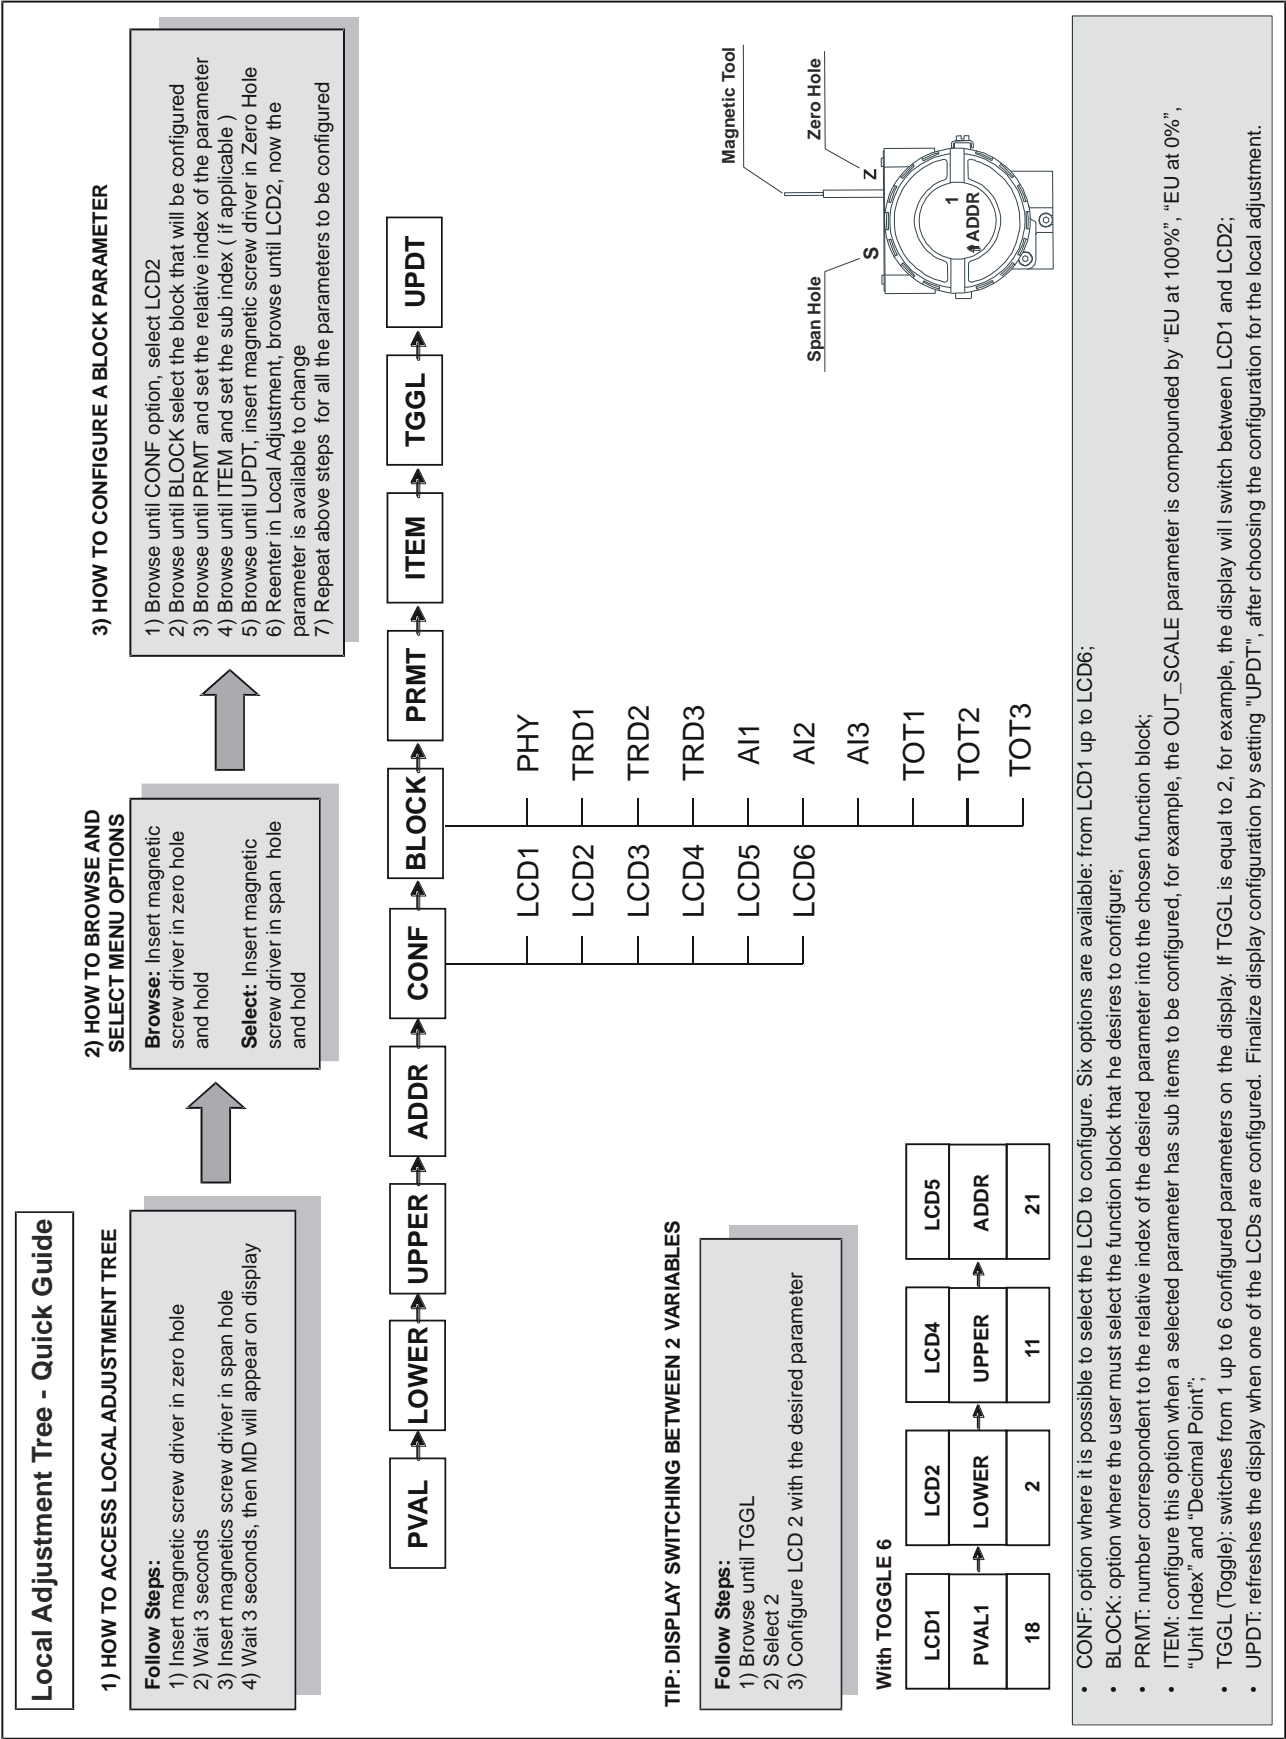 Local Adjustment Tree - Quick Guide
1) HOW TO ACCESS LOCAL ADJUSTMENT TREE
Follow Steps:
1) Insert magnetic screw driver in zero hole
2) Wait 3 seconds
3) Insert magnetics screw driver in span hole
4) Wait 3 seconds, then MD will appear on display
2) HOW TO BROWSE AND
SELECT MENU OPTIONS
Browse: Insert magnetic
screw driver in zero hole
and hold
Select: Insert magnetic
screw driver in span hole
and hold
3) HOW TO CONFIGURE A BLOCK PARAMETER
1) Browse until CONF option, select LCD2
2) Browse until BLOCK select the block that will be configured
3) Browse until PRMT and set the relative index of the parameter
4) Browse until ITEM and set the sub index ( if applicable )
5) Browse until UPDT, insert magnetic screw driver in Zero Hole
6) Reenter in Local Adjustment, browse until LCD2, now the
parameter is available to change
7) Repeat above steps for all the parameters to be configured
PVAL
LOWER
UPPER
ADDR
CONF
BLOCK
PRMT
ITEM
TGGL
UPDT
LCD1
LCD2
LCD3
LCD4
LCD5
LCD6
PHY
TRD1
TRD2
TRD3
AI1
AI2
AI3
TOT1
TOT2
TOT3
TIP: DISPLAY SWITCHING BETWEEN 2 VARIABLES
Follow Steps:
1) Browse until TGGL
2) Select 2
3) Configure LCD 2 with the desired parameter
With TOGGLE 6
LCD1 LCD2 LCD4 LCD5
PVAL1 LOWER UPPER ADDR
18 2 11 21
Magnetic Tool
Span Hole
Zero Hole
S
Z
1
ADDR
• CONF: option where it is possible to select the LCD to configure. Six options are available: from LCD1 up to LCD6;
• BLOCK: option where the user must select the function block that he desires to configure;
• PRMT: number correspondent to the relative index of the desired parameter into the chosen function block;
• ITEM: configure this option when a selected parameter has sub items to be configured, for example, the OUT_SCALE parameter is compounded by “EU at 100%”, “EU at 0%”,
“Unit Index” and “Decimal Point”;
• TGGL (Toggle): switches from 1 up to 6 configured parameters on the display. If TGGL is equal to 2, for example, the display will switch between LCD1 and LCD2;
• UPDT: refreshes the display when one of the LCDs are configured. Finalize display configuration by setting "UPDT", after choosing the configuration for the local adjustment.